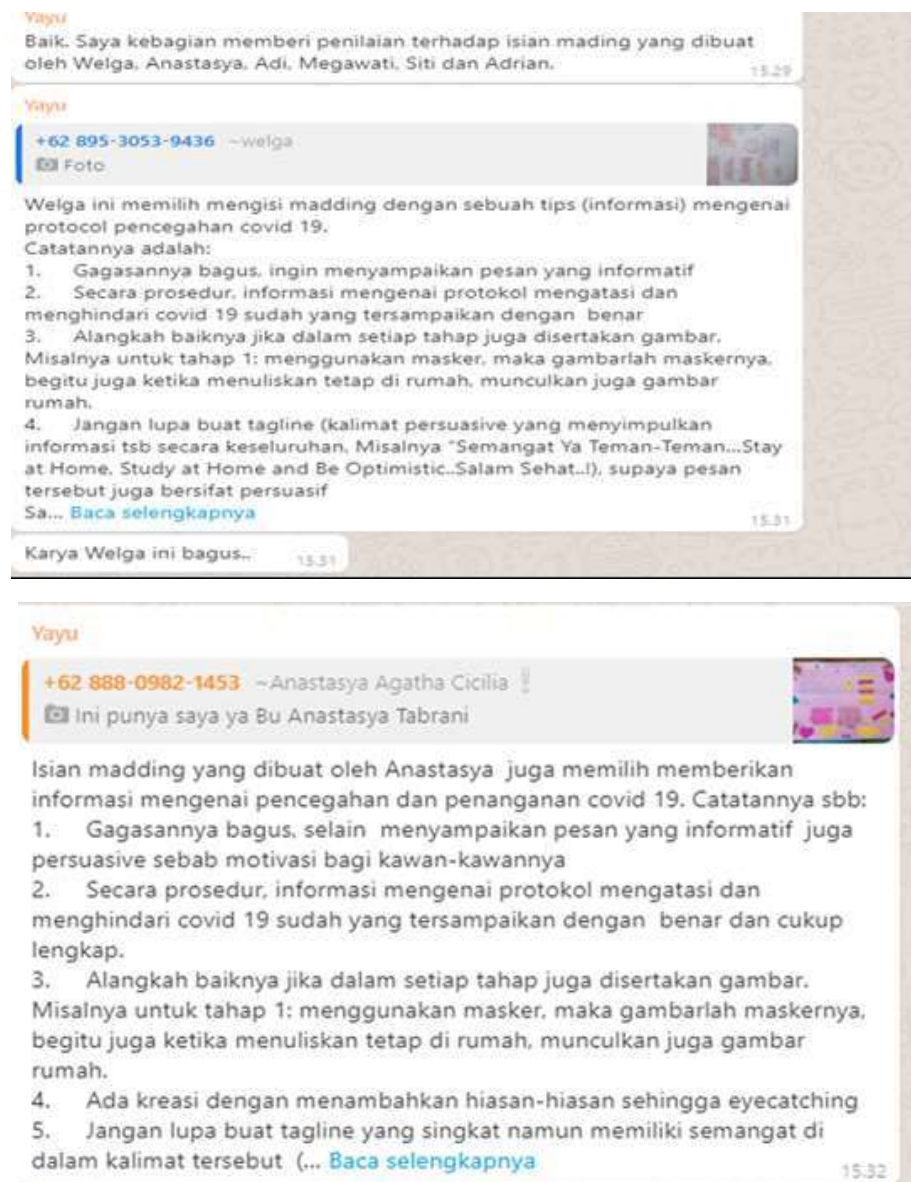 Yayu
Baik. Saya kebagian memberi penilaian terhadap isian mading yang dibuat
oleh Welga, Anastasya, Adi, Megawati, Siti dan Adrian.
15.29
Yayu
+62 895-3053-9436 ~welga
Foto
Welga ini memilih mengisi madding dengan sebuah tips (informasi) mengenai
protocol pencegahan covid 19.
Catatannya adalah:
1. Gagasannya bagus, ingin menyampaikan pesan yang informatif
2. Secara prosedur, informasi mengenai protokol mengatasi dan
menghindari covid 19 sudah yang tersampaikan dengan benar
3. Alangkah baiknya jika dalam setiap tahap juga disertakan gambar.
Misalnya untuk tahap 1: menggunakan masker, maka gambarlah maskernya,
begitu juga ketika menuliskan tetap di rumah, munculkan juga gambar
rumah.
4. Jangan lupa buat tagline (kalimat persuasive yang menyimpulkan
informasi tsb secara keseluruhan, Misalnya "Semangat Ya Teman-Teman...Stay
at Home, Study at Home and Be Optimistic..Salam Sehat..!), supaya pesan
tersebut juga bersifat persuasif
Sa... Baca selengkapnya
15.31
Karya Welga ini bagus..
15.31
Yayu
+62 888-0982-1453 ~Anastasya Agatha Cicilia
Ini punya saya ya Bu Anastasya Tabrani
Isian madding yang dibuat oleh Anastasya juga memilih memberikan
informasi mengenai pencegahan dan penanganan covid 19. Catatannya sbb:
1. Gagasannya bagus, selain menyampaikan pesan yang informatif juga
persuasive sebab motivasi bagi kawan-kawannya
2. Secara prosedur, informasi mengenai protokol mengatasi dan
menghindari covid 19 sudah yang tersampaikan dengan benar dan cukup
lengkap.
3. Alangkah baiknya jika dalam setiap tahap juga disertakan gambar.
Misalnya untuk tahap 1: menggunakan masker, maka gambarlah maskernya,
begitu juga ketika menuliskan tetap di rumah, munculkan juga gambar
rumah.
4. Ada kreasi dengan menambahkan hiasan-hiasan sehingga eyecatching
5. Jangan lupa buat tagline yang singkat namun memiliki semangat di
dalam kalimat tersebut (... Baca selengkapnya
15.32